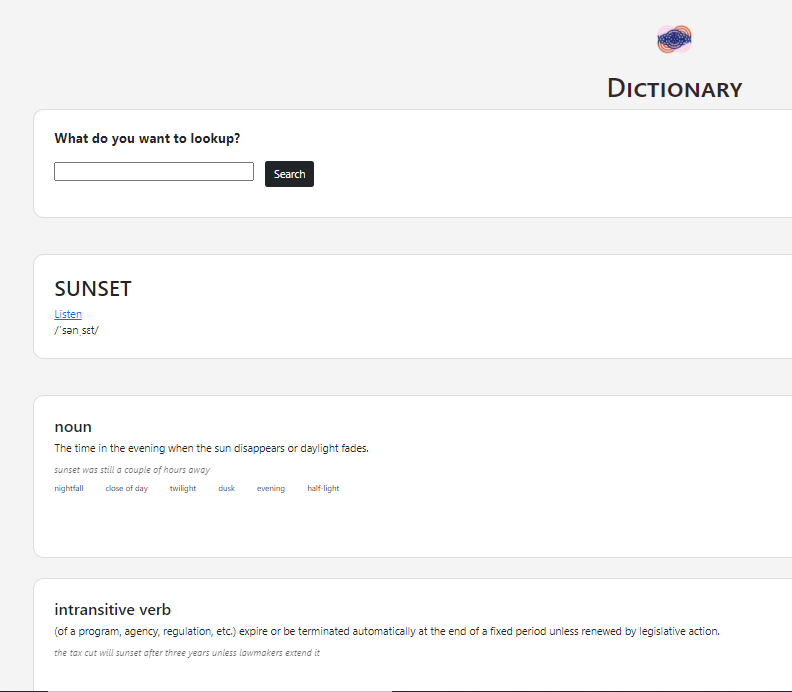 DICTIONARY
What do you want to lookup?
Search
SUNSET
Listen
/ˈsənˌsɛt/
noun
The time in the evening when the sun disappears or daylight fades.
sunset was still a couple of hours away
nightfall close of day twilight dusk evening half-light
intransitive verb
(of a program, agency, regulation, etc.) expire or be terminated automatically at the end of a fixed period unless renewed by legislative action.
the tax cut will sunset after three years unless lawmakers extend it